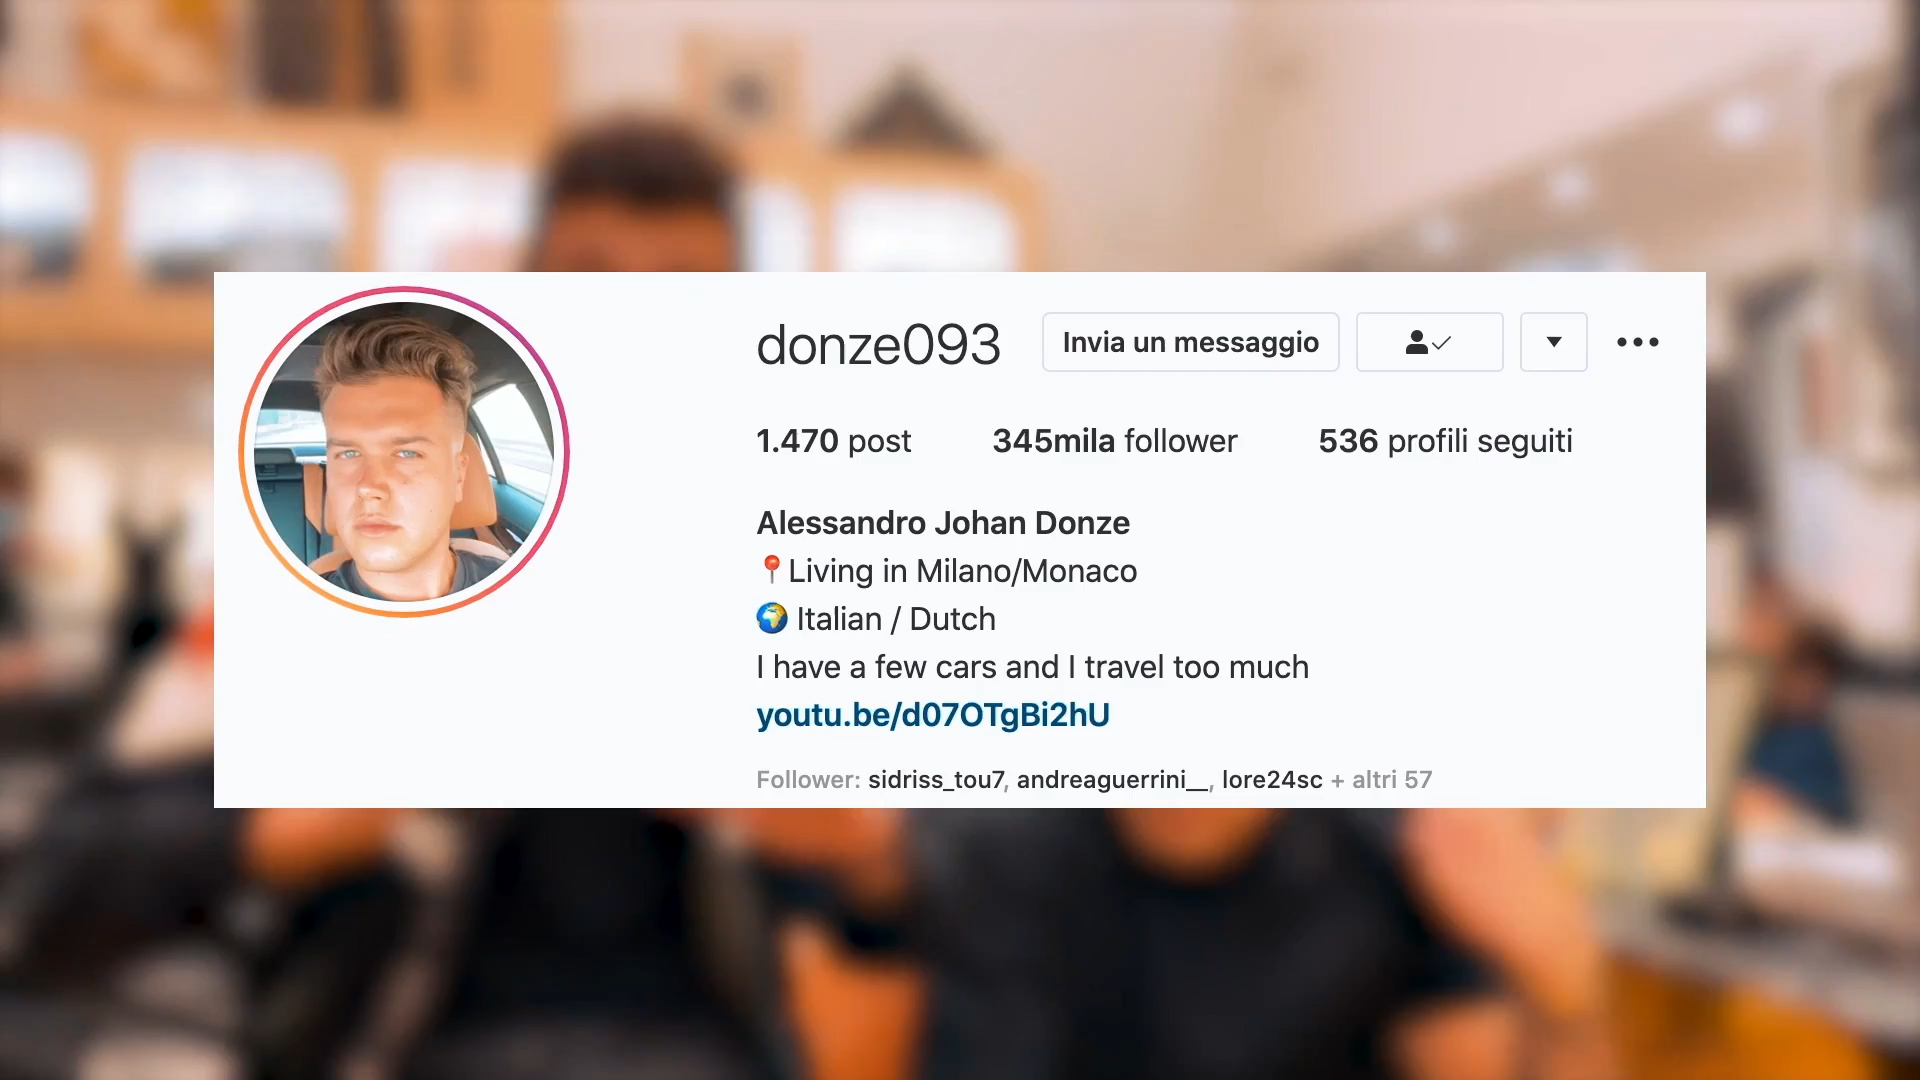 donze093 Invia un messaggio
1.470 post 345mila follower 536 profili seguiti
Alessandro Johan Donze
📍Living in Milano/Monaco
🌍 Italian / Dutch
I have a few cars and I travel too much
youtu.be/d07OTgBi2hU
Follower: sidriss_tou7, andreaguerrini__, lore24sc + altri 57